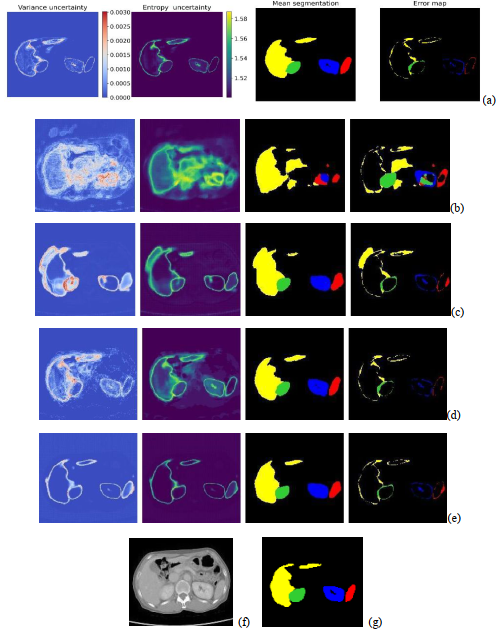 Variance uncertainty Entropy uncertainty Mean segmentation Error map
0.0030
0.0025
0.0020
0.0015
0.0010
0.0005
0.0000
1.58
1.56
1.54
1.52
(a)
(b)
(c)
(d)
(e)
(f) (g)